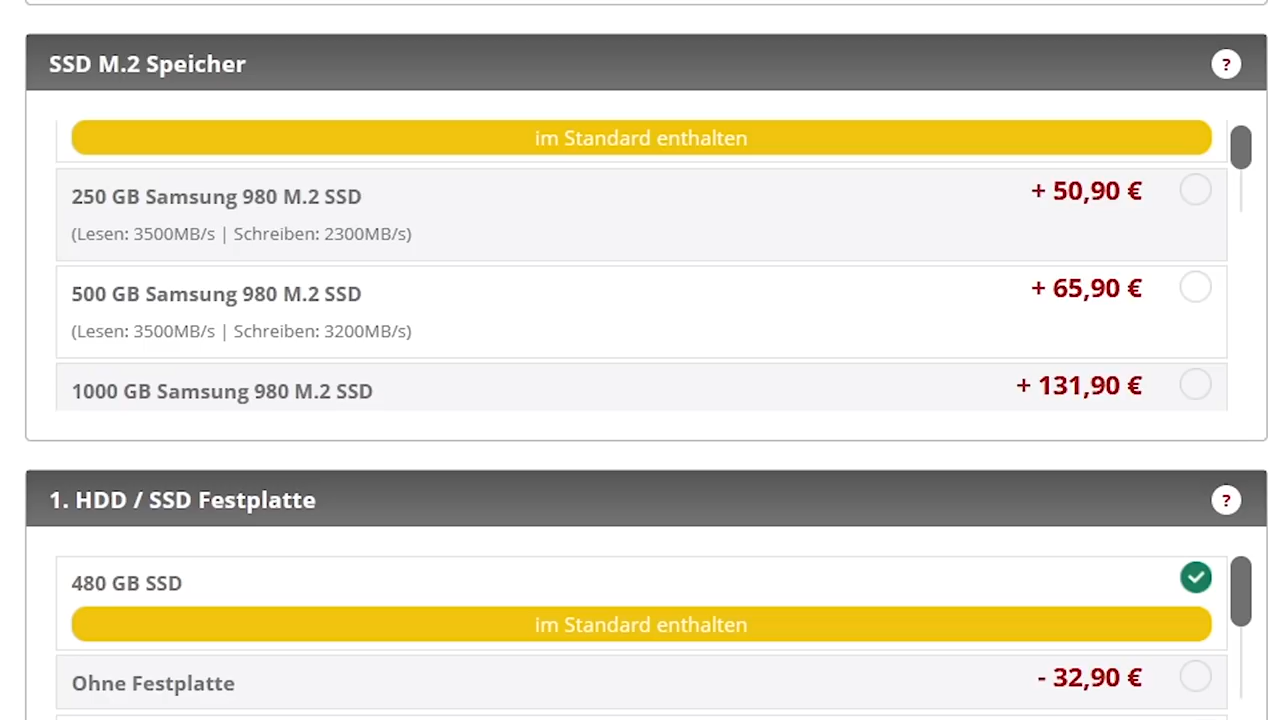 SSD M.2 Speicher
?
im Standard enthalten
250 GB Samsung 980 M.2 SSD
+ 50,90 €
(Lesen: 3500MB/s | Schreiben: 2300MB/s)
500 GB Samsung 980 M.2 SSD
+ 65,90 €
(Lesen: 3500MB/s | Schreiben: 3200MB/s)
1000 GB Samsung 980 M.2 SSD
+ 131,90 €
1. HDD / SSD Festplatte
?
480 GB SSD
im Standard enthalten
Ohne Festplatte
- 32,90 €